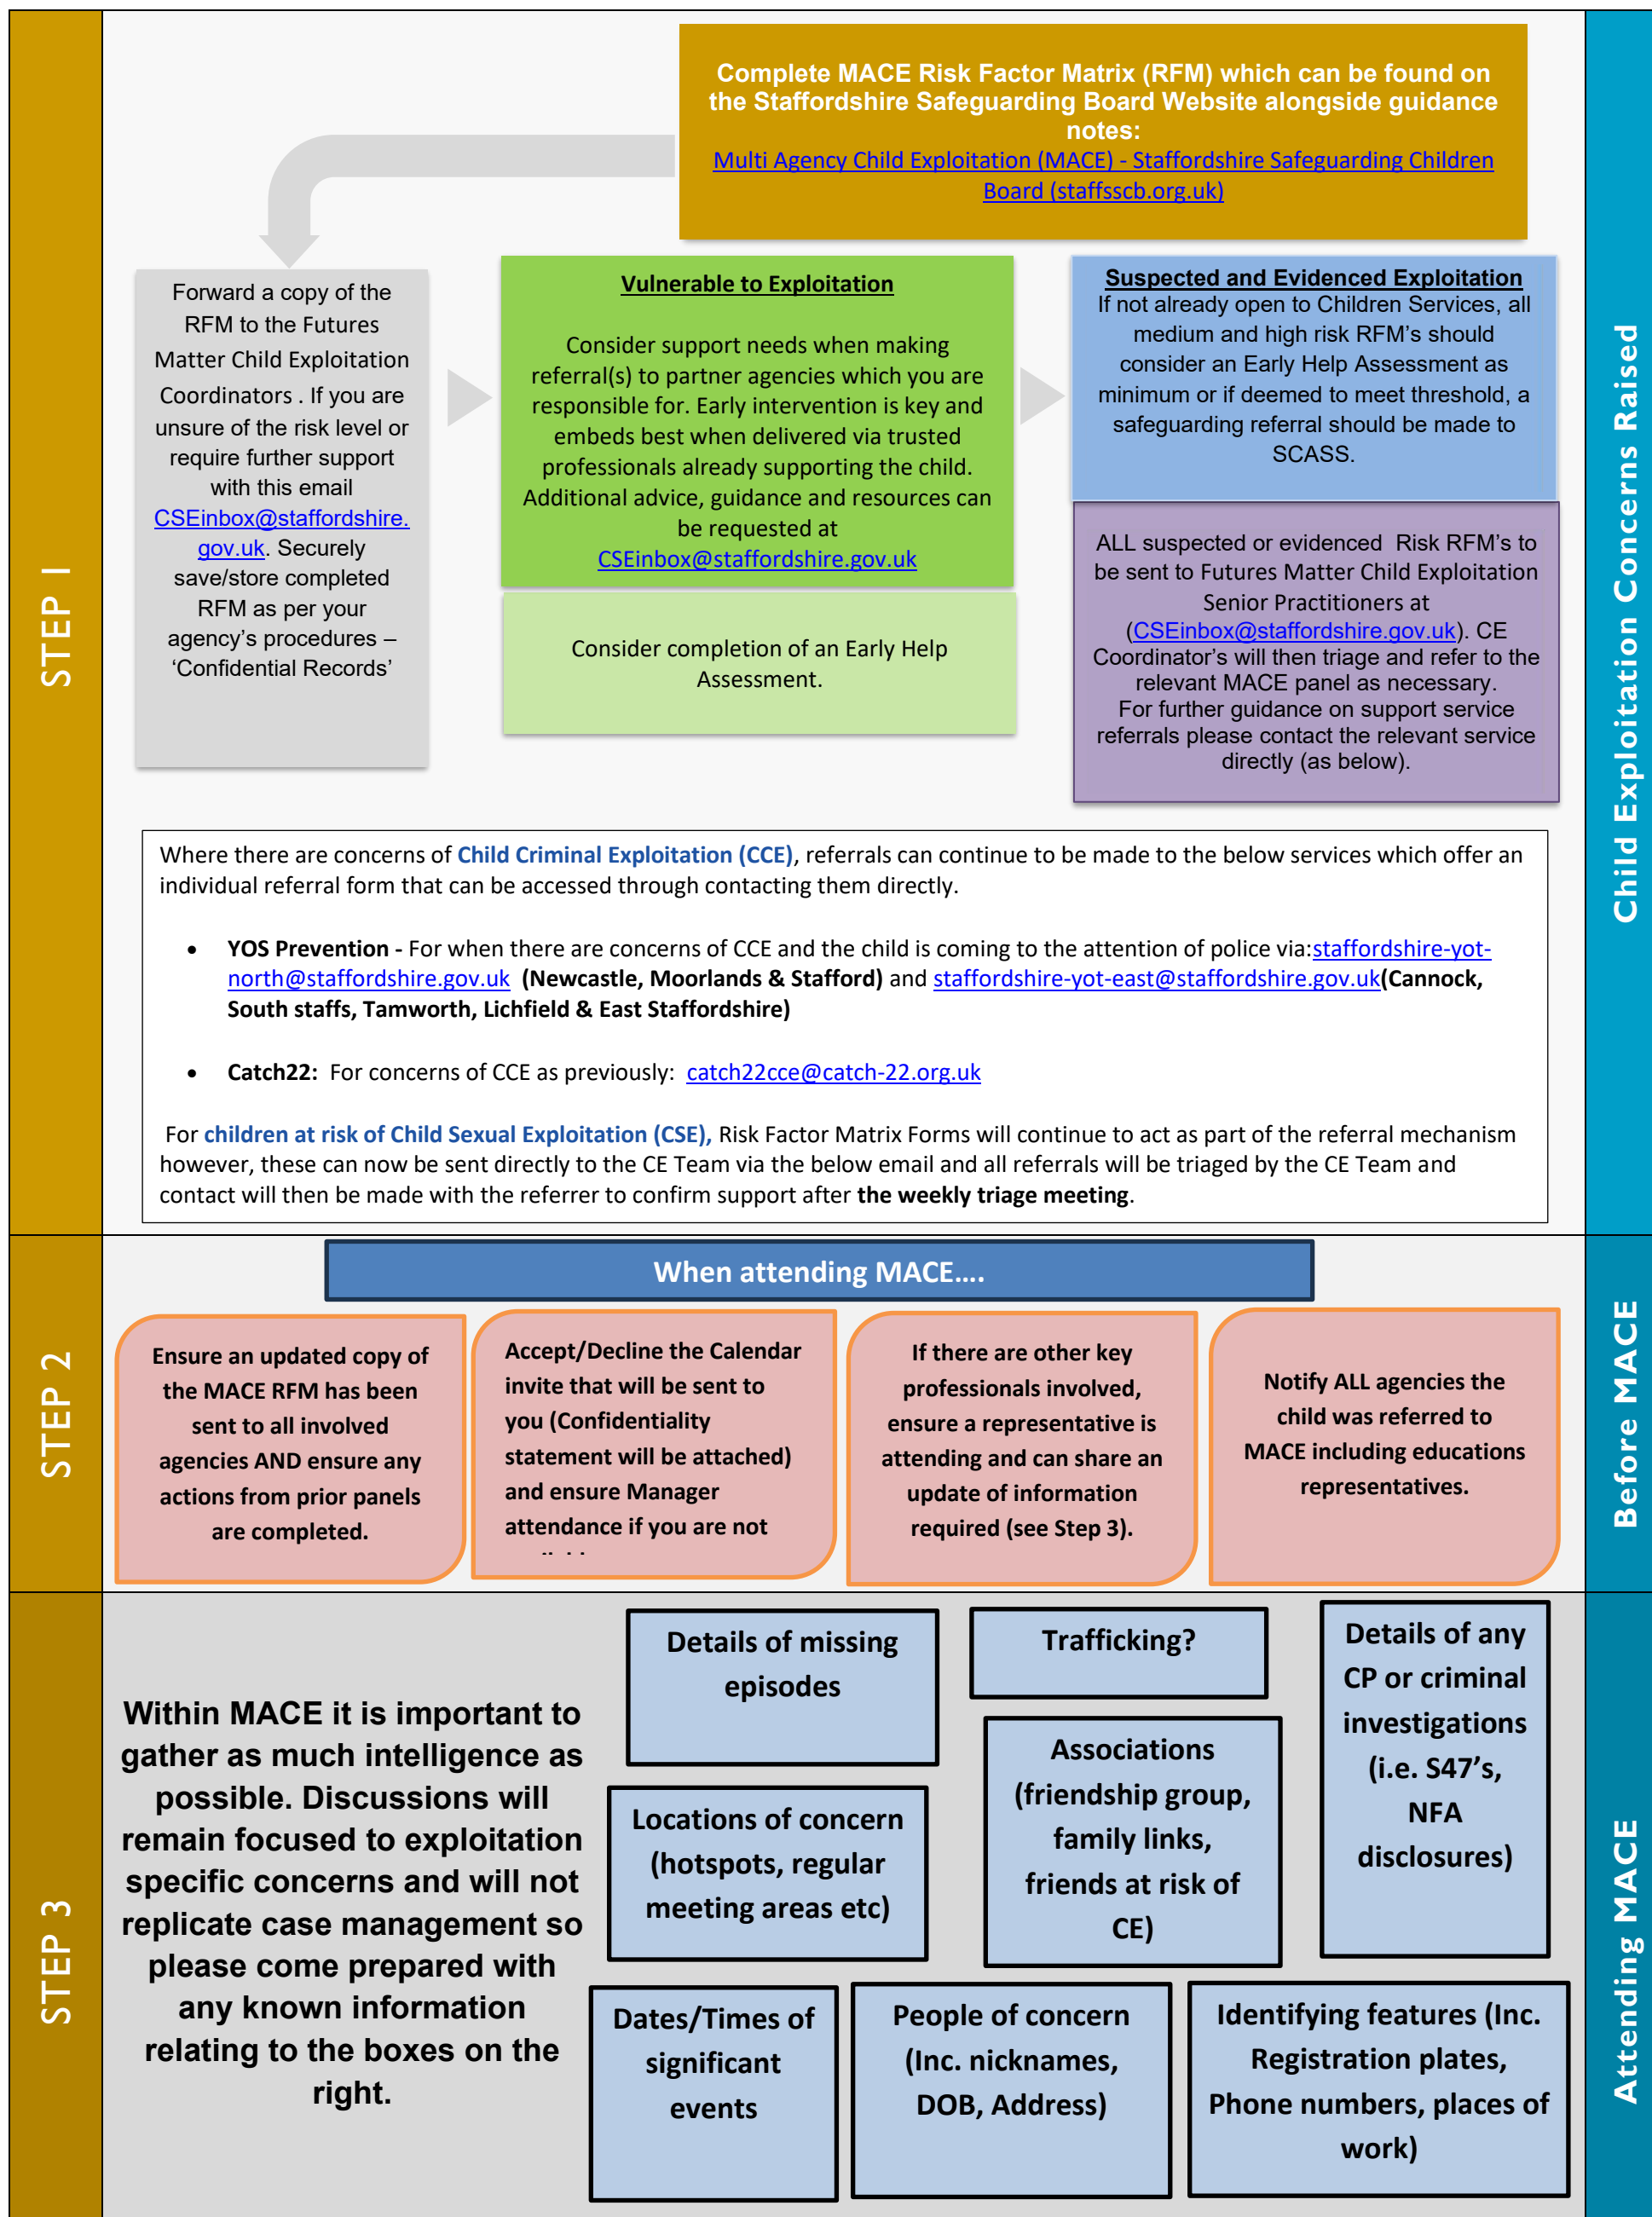 STEP 1
Child Exploitation Concerns Raised
Complete MACE Risk Factor Matrix (RFM) which can be found on
the Staffordshire Safeguarding Board Website alongside guidance
notes:
Multi Agency Child Exploitation (MACE) - Staffordshire Safeguarding Children
Board (staffsscb.org.uk)
Forward a copy of the
RFM to the Futures
Matter Child Exploitation
Coordinators . If you are
unsure of the risk level or
require further support
with this email
CSEinbox@staffordshire.
gov.uk. Securely
save/store completed
RFM as per your
agency’s procedures –
‘Confidential Records’
Vulnerable to Exploitation
Consider support needs when making
referral(s) to partner agencies which you are
responsible for. Early intervention is key and
embeds best when delivered via trusted
professionals already supporting the child.
Additional advice, guidance and resources can
be requested at
CSEinbox@staffordshire.gov.uk
Consider completion of an Early Help
Assessment.
Suspected and Evidenced Exploitation
If not already open to Children Services, all
medium and high risk RFM’s should
consider an Early Help Assessment as
minimum or if deemed to meet threshold, a
safeguarding referral should be made to
SCASS.
ALL suspected or evidenced Risk RFM’s to
be sent to Futures Matter Child Exploitation
Senior Practitioners at
(CSEinbox@staffordshire.gov.uk). CE
Coordinator’s will then triage and refer to the
relevant MACE panel as necessary.
For further guidance on support service
referrals please contact the relevant service
directly (as below).
Where there are concerns of Child Criminal Exploitation (CCE), referrals can continue to be made to the below services which offer an
individual referral form that can be accessed through contacting them directly.
• YOS Prevention - For when there are concerns of CCE and the child is coming to the attention of police via:staffordshire-yot-
north@staffordshire.gov.uk (Newcastle, Moorlands & Stafford) and staffordshire-yot-east@staffordshire.gov.uk(Cannock,
South staffs, Tamworth, Lichfield & East Staffordshire)
• Catch22: For concerns of CCE as previously: catch22cce@catch-22.org.uk
For children at risk of Child Sexual Exploitation (CSE), Risk Factor Matrix Forms will continue to act as part of the referral mechanism
however, these can now be sent directly to the CE Team via the below email and all referrals will be triaged by the CE Team and
contact will then be made with the referrer to confirm support after the weekly triage meeting.
STEP 2
Before MACE
When attending MACE....
Ensure an updated copy of
the MACE RFM has been
sent to all involved
agencies AND ensure any
actions from prior panels
are completed.
Accept/Decline the Calendar
invite that will be sent to
you (Confidentiality
statement will be attached)
and ensure Manager
attendance if you are not
If there are other key
professionals involved,
ensure a representative is
attending and can share an
update of information
required (see Step 3).
Notify ALL agencies the
child was referred to
MACE including educations
representatives.
STEP 3
Attending MACE
Within MACE it is important to
gather as much intelligence as
possible. Discussions will
remain focused to exploitation
specific concerns and will not
replicate case management so
please come prepared with
any known information
relating to the boxes on the
right.
Details of missing
episodes
Trafficking?
Details of any
CP or criminal
investigations
(i.e. S47’s,
NFA
disclosures)
Locations of concern
(hotspots, regular
meeting areas etc)
Associations
(friendship group,
family links,
friends at risk of
CE)
Dates/Times of
significant
events
People of concern
(Inc. nicknames,
DOB, Address)
Identifying features (Inc.
Registration plates,
Phone numbers, places of
work)